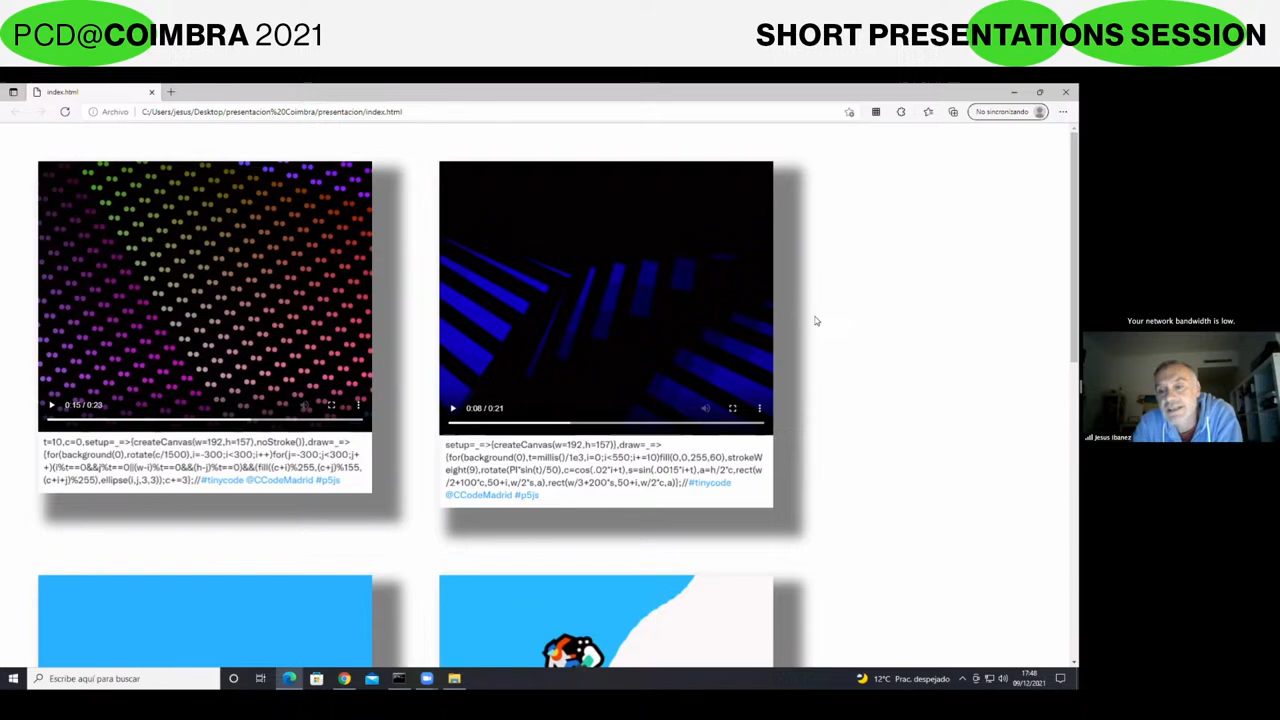 PCD@COIMBRA 2021
SHORT PRESENTATIONS SESSION
index.html
Archivo
C:/Users/jesus/Desktop/presentacion%20Coimbra/presentacion/index.html
No sincronizando
0:15 / 0:23
0:08 / 0:21
t=10,c=0,setup=_=>{createCanvas(w=192,h=157),noStroke()},draw=_=>
{for(background(0),rotate(c/1500),i=-300;i<300;i++)for(j=-300;j<300;j+
+)(i%t==0&&j%t==0||(w-i)%t==0&&(h-j)%t==0)&&(fill((c+i)%255,(c+j)%155,
(c+i+j)%255),ellipse(i,j,3,3));c+=3};//#tinycode @CCodeMadrid #p5js
setup=_=>{createCanvas(w=192,h=157)},draw=_=>
{for(background(0),t=millis()/1e3,i=0;i<550;i+=10)fill(0,0,255,60),strokeW
eight(9),rotate(PI*sin(t)/50),c=cos(.02*i+t),s=sin(.0015*i+t),a=h/2*c,rect(w
/2+100*c,50+i,w/2*s,a),rect(w/3+200*s,50+i,w/2*c,a)};//#tinycode
@CCodeMadrid #p5js
Your network bandwidth is low.
Jesus Ibanez
Escribe aquí para buscar
12°C Prac. despejado
17:48
09/12/2021